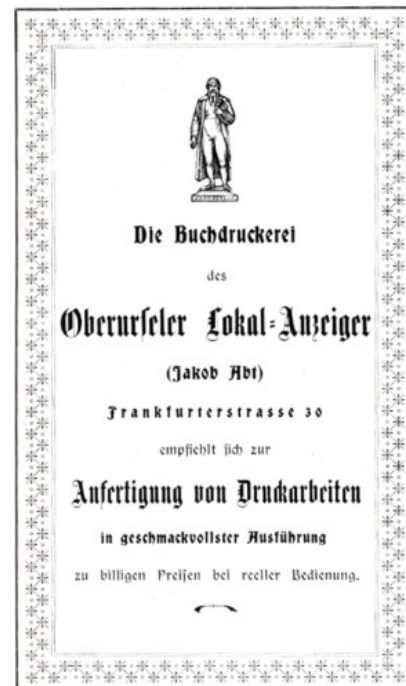 Die Buchdruckerei
des
Oberurseler Lokal-Anzeiger
(Jakob Abt)
Frankfurterstrasse 30
empfiehlt sich zur
Anfertigung von Druckarbeiten
in geschmackvollster Ausführung
zu billigen Preisen bei reeller Bedienung.